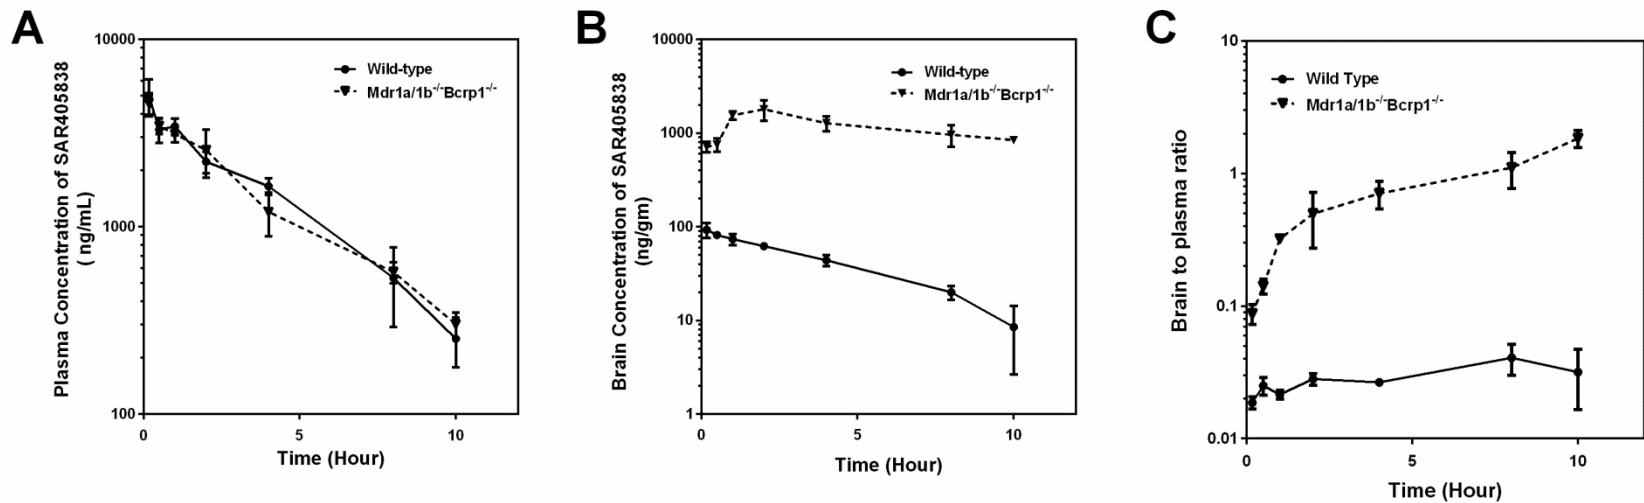 A
Plasma Concentration of SAR405838
( ng/mL)
10000
1000
100
Wild-type
Mdr1a/1b-/-Bcrp1-/-
0
5
10
Time (Hour)
B
Brain Concentration of SAR405838
(ng/gm)
10000
1000
100
10
1
Wild-type
Mdr1a/1b-/-Bcrp1-/-
0
5
10
Time (Hour)
C
Brain to plasma ratio
10
1
0.1
0.01
Wild Type
Mdr1a/1b-/-Bcrp1-/-
0
5
10
Time (Hour)